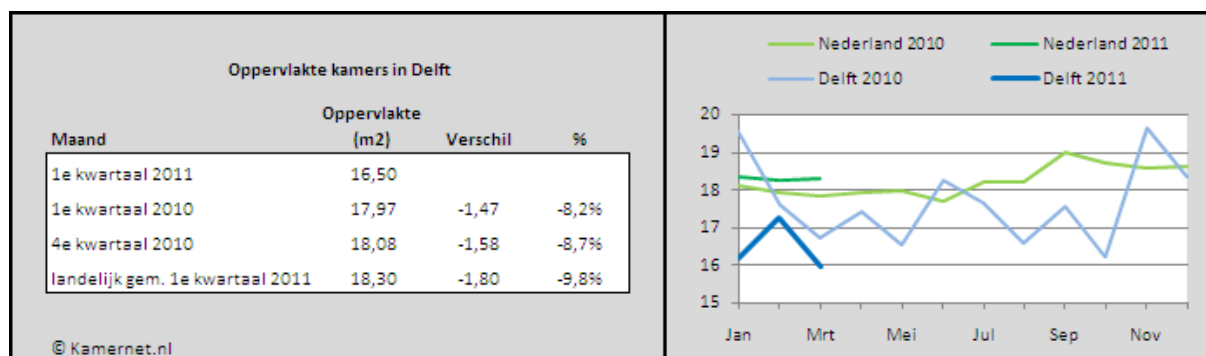 Oppervlakte kamers in Delft
Oppervlakte
Maand (m2) Verschil %
1e kwartaal 2011 16,50
1e kwartaal 2010 17,97 -1,47 -8,2%
4e kwartaal 2010 18,08 -1,58 -8,7%
landelijk gem. 1e kwartaal 2011 18,30 -1,80 -9,8%
© Kamernet.nl
Nederland 2010 Nederland 2011
Delft 2010 Delft 2011
20
19
18
17
16
15
Jan Mrt Mei Jul Sep Nov